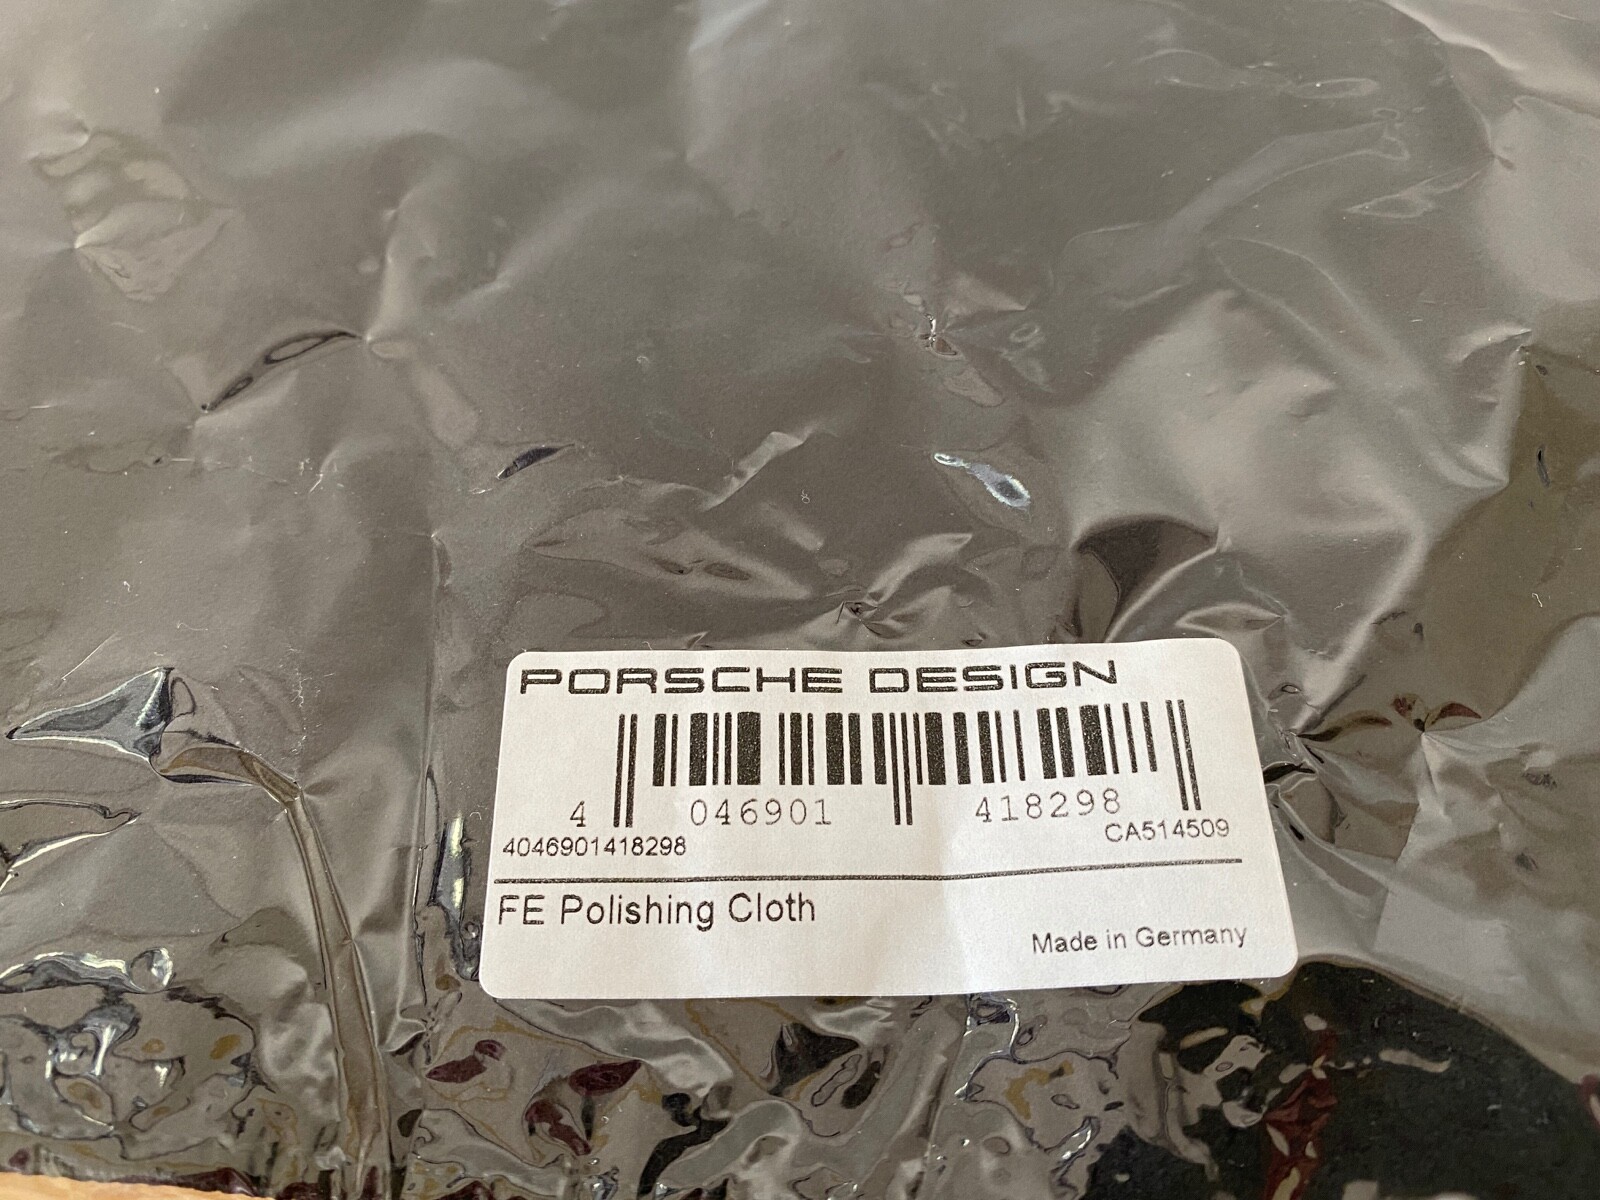 PORSCHE DESIGN
4 046901 418298
4046901418298 CA514509
FE Polishing Cloth
Made in Germany